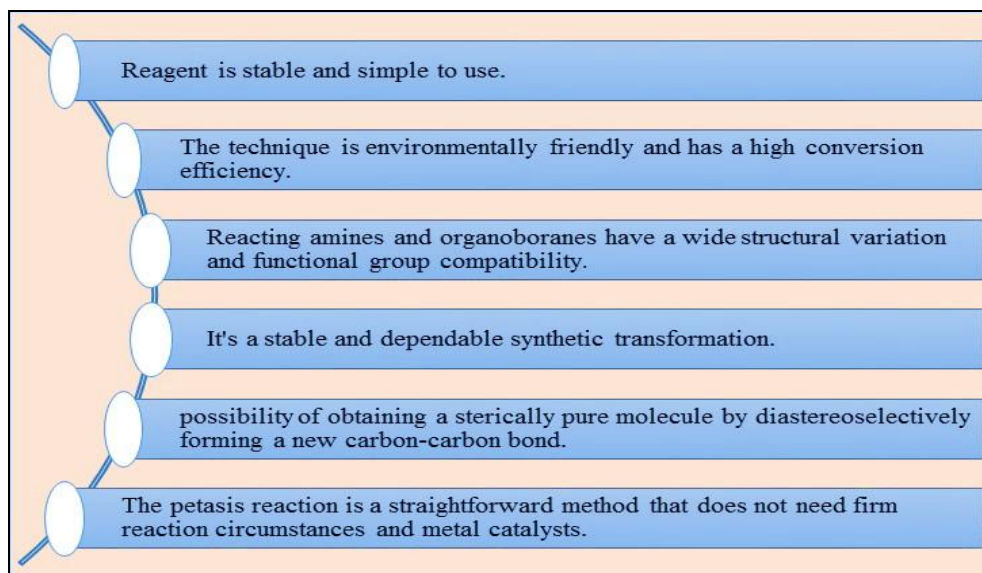 Reagent is stable and simple to use.
The technique is environmentally friendly and has a high conversion
efficiency.
Reacting amines and organoboranes have a wide structural variation
and functional group compatibility.
It's a stable and dependable synthetic transformation.
possibility of obtaining a sterically pure molecule by diastereoselectively
forming a new carbon-carbon bond.
The petasis reaction is a straightforward method that does not need firm
reaction circumstances and metal catalysts.